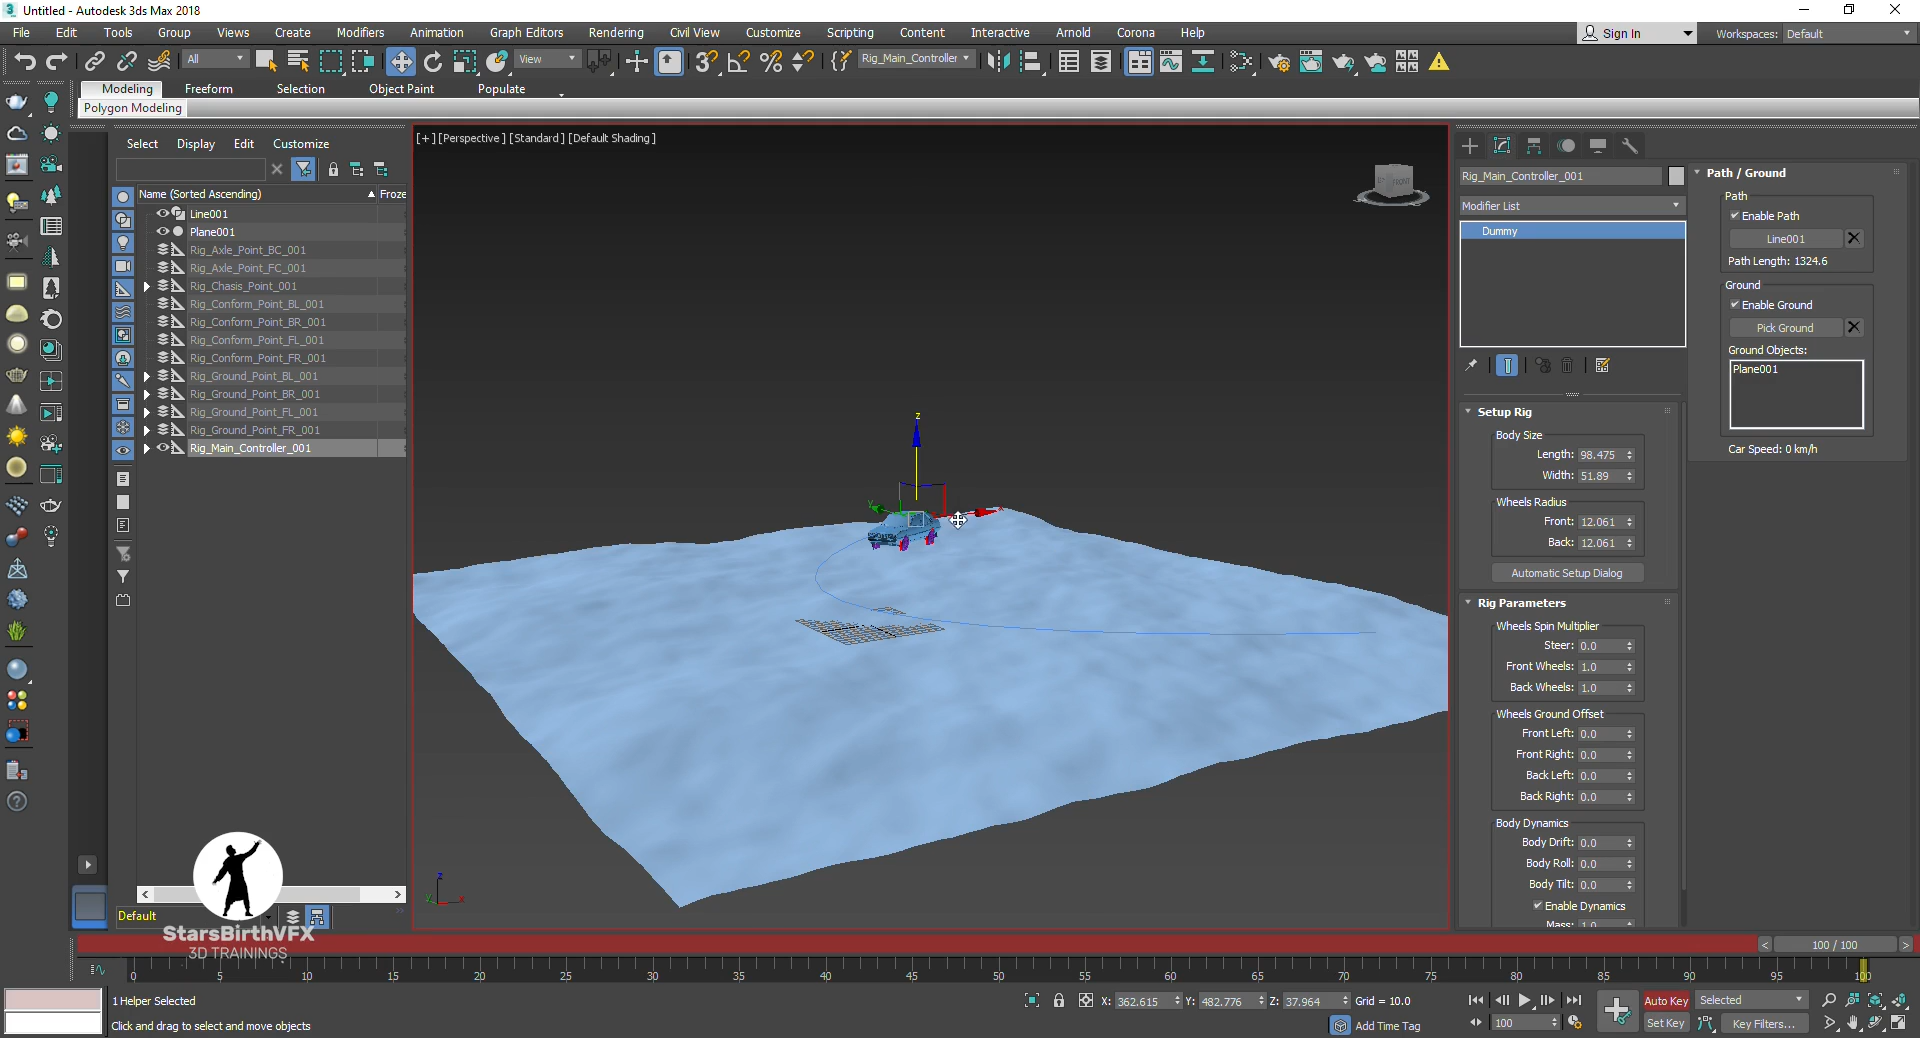 Untitled - Autodesk 3ds Max 2018
File Edit Tools Group Views Create Modifiers Animation Graph Editors Rendering Civil View Customize Scripting Content Interactive Arnold Corona Help
Sign In Workspaces: Default
All View Rig_Main_Controller
Modeling Freeform Selection Object Paint Populate
Polygon Modeling
Select Display Edit Customize
Name (Sorted Ascending) Froze
Line001
Plane001
Rig_Axle_Point_BC_001
Rig_Axle_Point_FC_001
Rig_Chasis_Point_001
Rig_Conform_Point_BL_001
Rig_Conform_Point_BR_001
Rig_Conform_Point_FL_001
Rig_Conform_Point_FR_001
Rig_Ground_Point_BL_001
Rig_Ground_Point_BR_001
Rig_Ground_Point_FL_001
Rig_Ground_Point_FR_001
Rig_Main_Controller_001
Default
StarsBirthVFX
3D TRAININGS
[+] [Perspective] [Standard] [Default Shading]
FRONT
z
y
x
z
y
x
Rig_Main_Controller_001
Modifier List
Dummy
Setup Rig
Body Size
Length: 98.475
Width: 51.89
Wheels Radius
Front: 12.061
Back: 12.061
Automatic Setup Dialog
Rig Parameters
Wheels Spin Multiplier
Steer: 0.0
Front Wheels: 1.0
Back Wheels: 1.0
Wheels Ground Offset
Front Left: 0.0
Front Right: 0.0
Back Left: 0.0
Back Right: 0.0
Body Dynamics
Body Drift: 0.0
Body Roll: 0.0
Body Tilt: 0.0
Enable Dynamics
Mass: 1.0
Path / Ground
Path
Enable Path
Line001
Path Length: 1324.6
Ground
Enable Ground
Pick Ground
Ground Objects:
Plane001
Car Speed: 0 km/h
< 100 / 100 >
0 5 10 15 20 25 30 35 40 45 50 55 60 65 70 75 80 85 90 95 100
1 Helper Selected
Click and drag to select and move objects
X: 362.615 Y: 482.776 Z: 37.964 Grid = 10.0
Add Time Tag
100
Auto Key Selected
Set Key Key Filters...